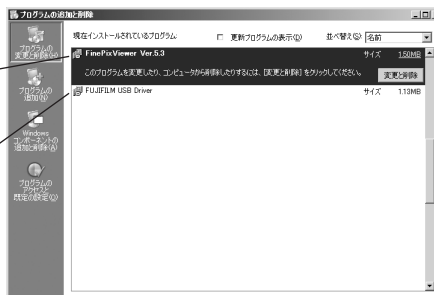 プログラムの追加と削除
現在インストールされているプログラム:
更新プログラムの表示(D)
並べ替え(S): 名前
プログラムの
変更と削除(H)
プログラムの
追加(N)
Windows
コンポーネントの
追加と削除(A)
プログラムの
アクセスと
既定の設定(O)
FinePixViewer Ver.5.3
サイズ 1.50MB
このプログラムを変更したり、コンピュータから削除したりするには、[変更と削除] をクリックしてください。
変更と削除
FUJIFILM USB Driver
サイズ 1.13MB